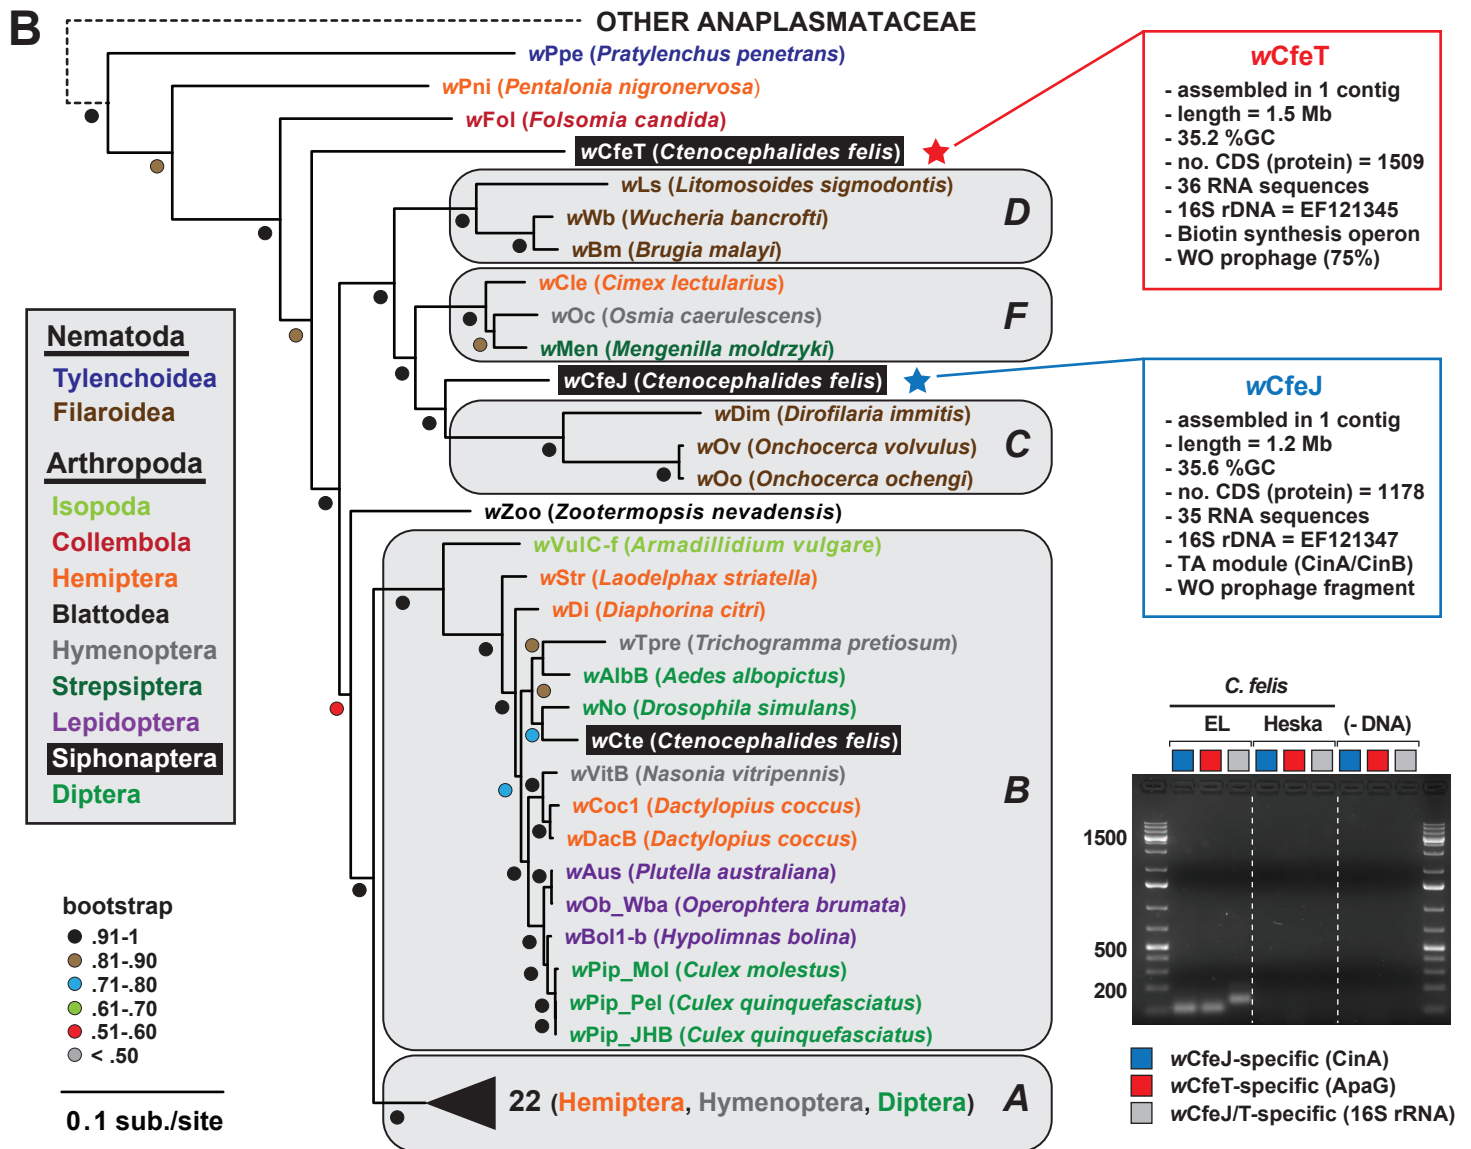 B
OTHER ANAPLASMATACEAE
wPpe (Pratylenchus penetrans)
wPni (Pentalonia nigronervosa)
wFol (Folsomia candida)
wCfeT (Ctenocephalides felis)
wLs (Litomosoides sigmodontis)
wWb (Wucheria bancrofti)
wBm (Brugia malayi)
D
wCle (Cimex lectularius)
wOc (Osmia caerulescens)
wMen (Mengenilla moldrzyki)
F
wCfeJ (Ctenocephalides felis)
wDim (Dirofilaria immitis)
wOv (Onchocerca volvulus)
wOo (Onchocerca ochengi)
C
wZoo (Zootermopsis nevadensis)
wVulC-f (Armadillidium vulgare)
wStr (Laodelphax striatella)
wDi (Diaphorina citri)
wTpre (Trichogramma pretiosum)
wAlbB (Aedes albopictus)
wNo (Drosophila simulans)
wCte (Ctenocephalides felis)
wVitB (Nasonia vitripennis)
wCoc1 (Dactylopius coccus)
wDacB (Dactylopius coccus)
wAus (Plutella australiana)
wOb_Wba (Operophtera brumata)
wBol1-b (Hypolimnas bolina)
wPip_Mol (Culex molestus)
wPip_Pel (Culex quinquefasciatus)
wPip_JHB (Culex quinquefasciatus)
B
22 (Hemiptera, Hymenoptera, Diptera)
A
Nematoda
Tylenchoidea
Filaroidea
Arthropoda
Isopoda
Collembola
Hemiptera
Blattodea
Hymenoptera
Strepsiptera
Lepidoptera
Siphonaptera
Diptera
bootstrap
.91-1
.81-.90
.71-.80
.61-.70
.51-.60
< .50
0.1 sub./site
wCfeT
- assembled in 1 contig
- length = 1.5 Mb
- 35.2 %GC
- no. CDS (protein) = 1509
- 36 RNA sequences
- 16S rDNA = EF121345
- Biotin synthesis operon
- WO prophage (75%)
wCfeJ
- assembled in 1 contig
- length = 1.2 Mb
- 35.6 %GC
- no. CDS (protein) = 1178
- 35 RNA sequences
- 16S rDNA = EF121347
- TA module (CinA/CinB)
- WO prophage fragment
C. felis
EL Heska (- DNA)
1500
500
200
wCfeJ-specific (CinA)
wCfeT-specific (ApaG)
wCfeJ/T-specific (16S rRNA)